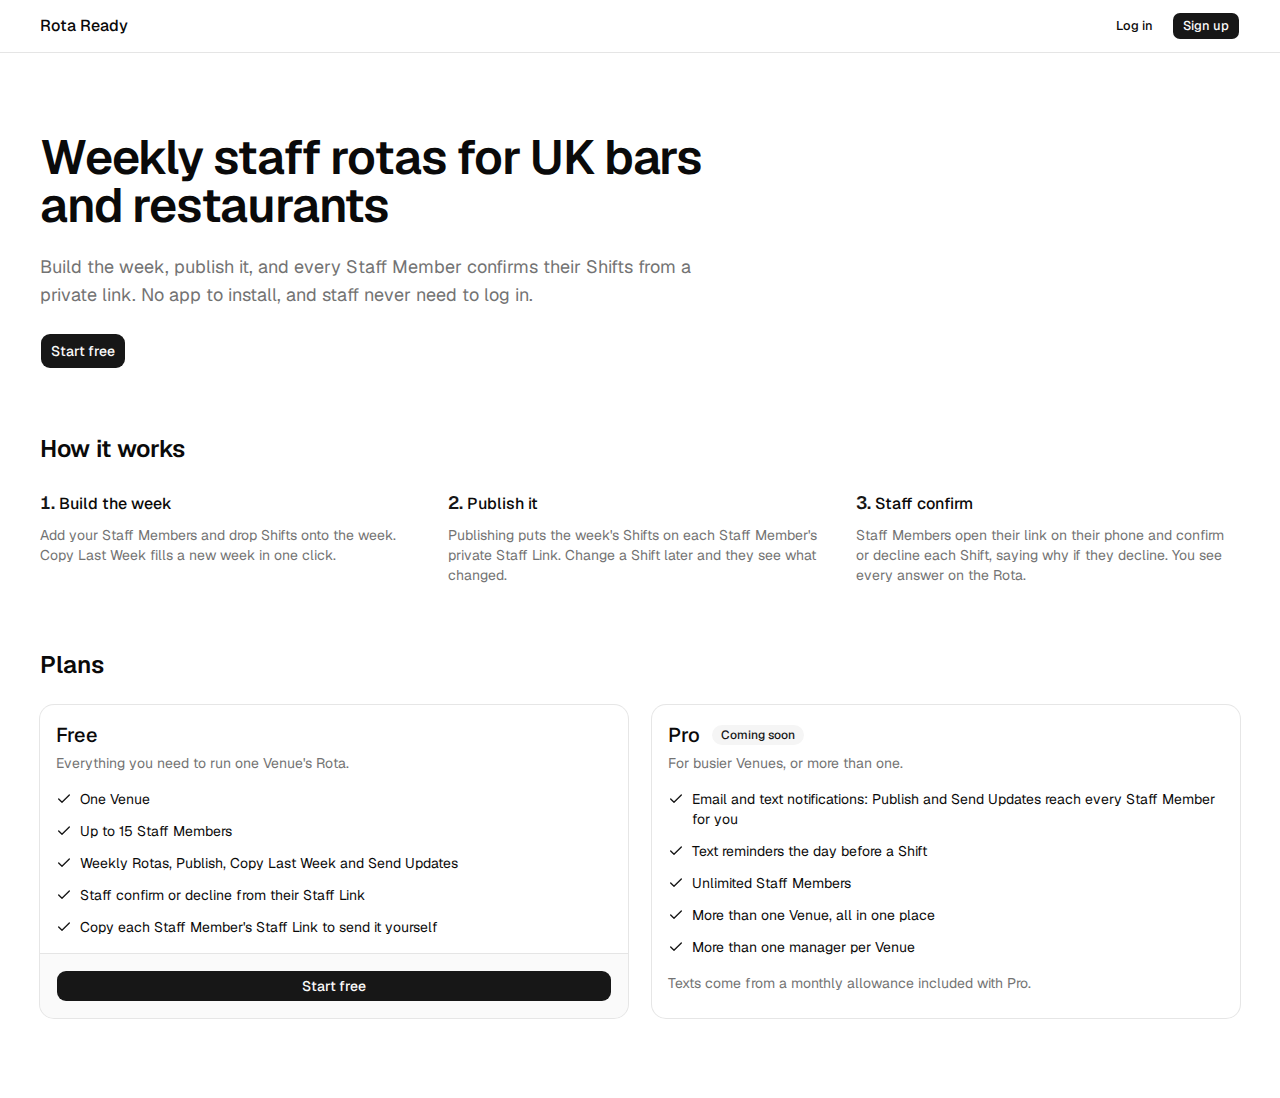 Rota Ready
Log in
Sign up
Weekly staff rotas for UK bars
and restaurants
Build the week, publish it, and every Staff Member confirms their Shifts from a
private link. No app to install, and staff never need to log in.
Start free
How it works
1. Build the week
Add your Staff Members and drop Shifts onto the week.
Copy Last Week fills a new week in one click.
2. Publish it
Publishing puts the week's Shifts on each Staff Member's
private Staff Link. Change a Shift later and they see what
changed.
3. Staff confirm
Staff Members open their link on their phone and confirm
or decline each Shift, saying why if they decline. You see
every answer on the Rota.
Plans
Free
Everything you need to run one Venue's Rota.
One Venue
Up to 15 Staff Members
Weekly Rotas, Publish, Copy Last Week and Send Updates
Staff confirm or decline from their Staff Link
Copy each Staff Member's Staff Link to send it yourself
Start free
Pro
Coming soon
For busier Venues, or more than one.
Email and text notifications: Publish and Send Updates reach every Staff Member
for you
Text reminders the day before a Shift
Unlimited Staff Members
More than one Venue, all in one place
More than one manager per Venue
Texts come from a monthly allowance included with Pro.